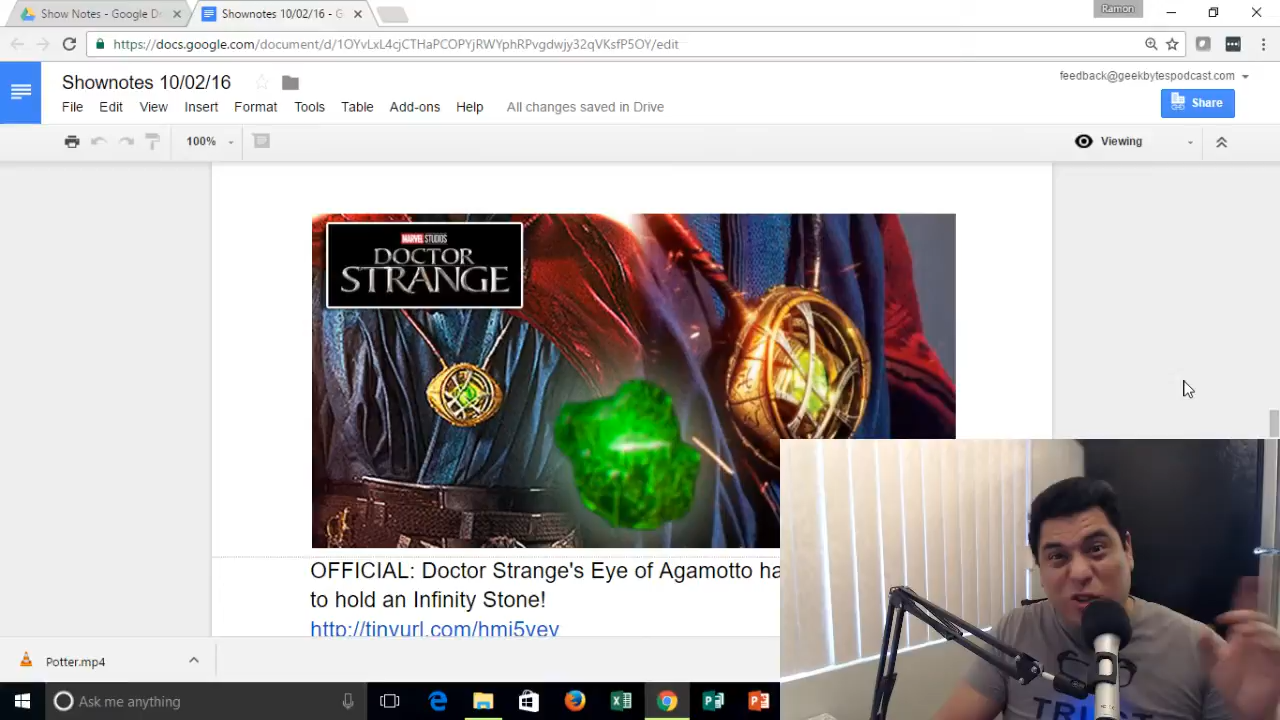 Ramon
Show Notes - Google D
Shownotes 10/02/16 - G
https://docs.google.com/document/d/1OYvLxL4cjCTHaPCOPYjRWYphRPvgdwjy32qVKsfP5OY/edit
Shownotes 10/02/16
feedback@geekbytespodcast.com
File Edit View Insert Format Tools Table Add-ons Help All changes saved in Drive
Share
100%
Viewing
MARVEL STUDIOS
DOCTOR
STRANGE
OFFICIAL: Doctor Strange's Eye of Agamotto ha
to hold an Infinity Stone!
http://tinyurl.com/hmi5vev
Potter.mp4
Ask me anything